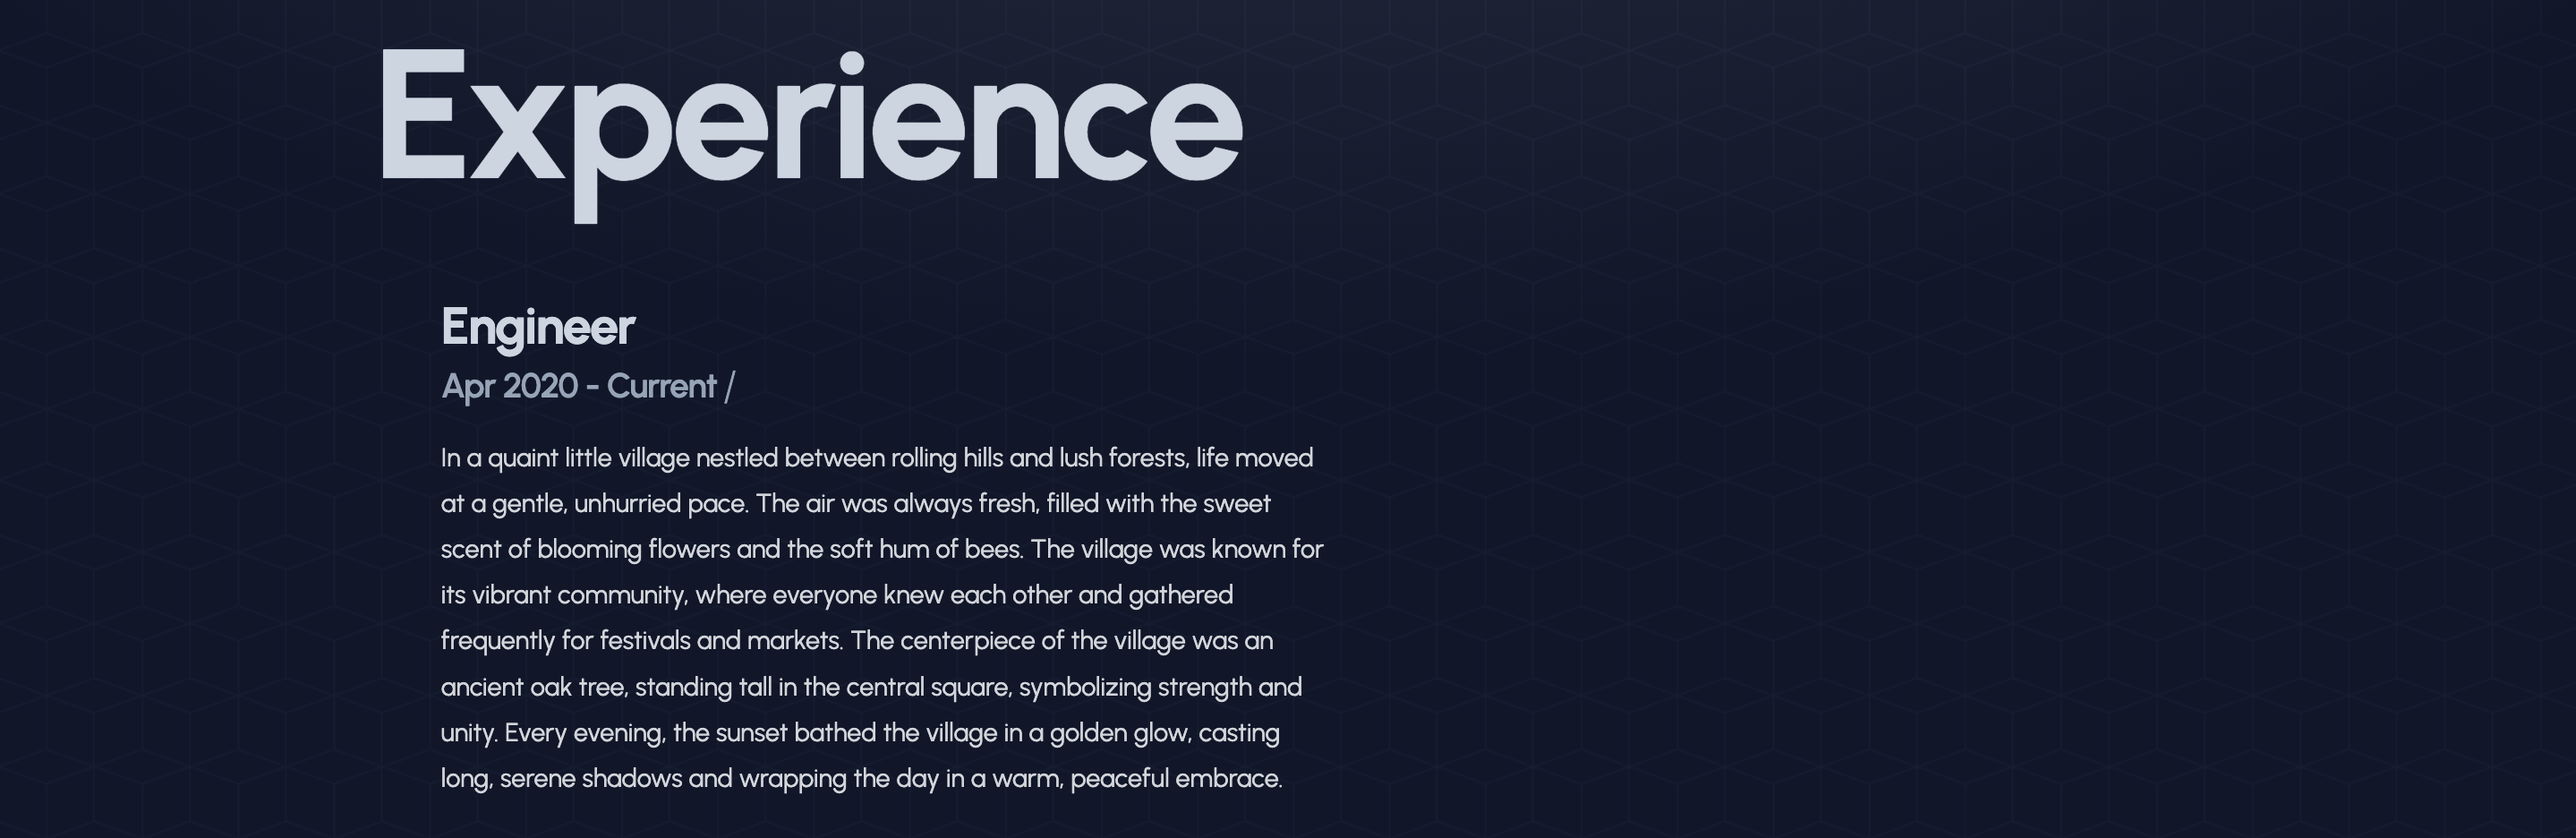 Experience
Engineer
Apr 2020 - Current /
In a quaint little village nestled between rolling hills and lush forests, life moved
at a gentle, unhurried pace. The air was always fresh, filled with the sweet
scent of blooming flowers and the soft hum of bees. The village was known for
its vibrant community, where everyone knew each other and gathered
frequently for festivals and markets. The centerpiece of the village was an
ancient oak tree, standing tall in the central square, symbolizing strength and
unity. Every evening, the sunset bathed the village in a golden glow, casting
long, serene shadows and wrapping the day in a warm, peaceful embrace.